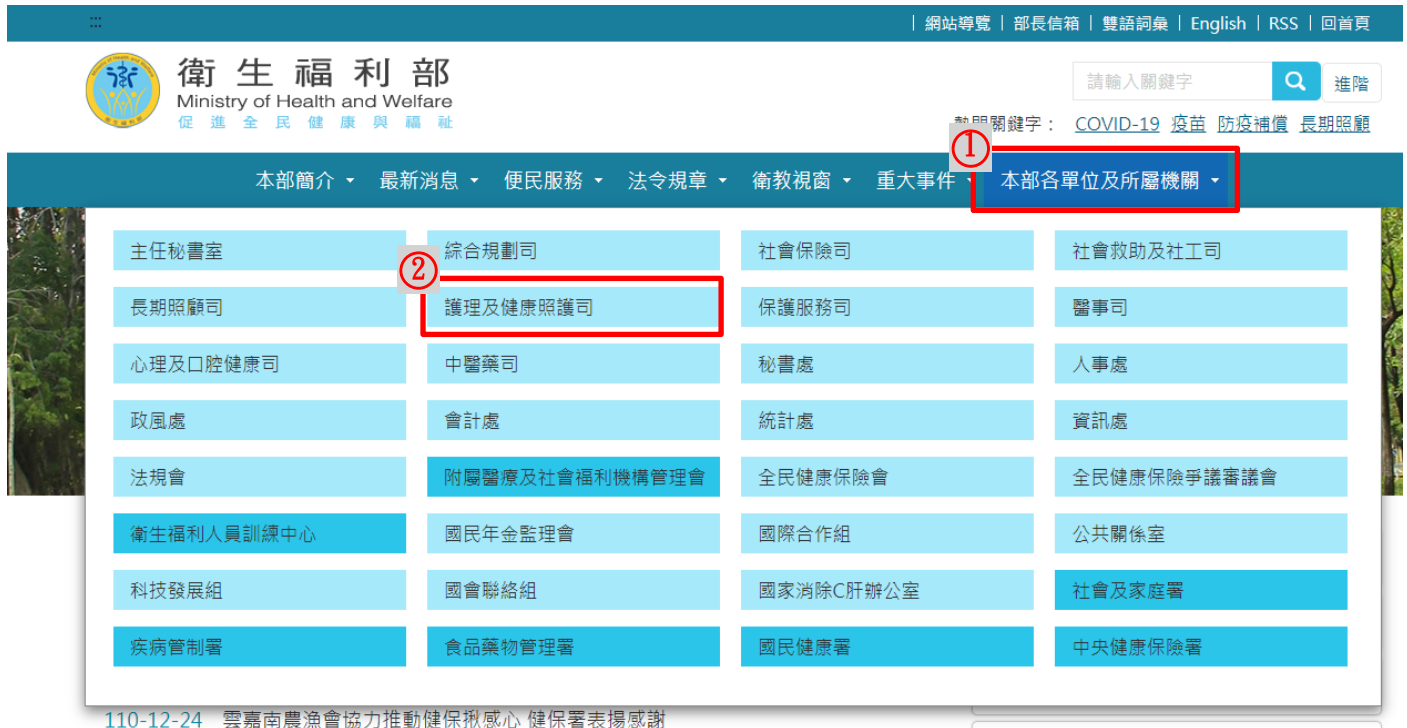 :::
| 網站導覽 | 部長信箱 | 雙語詞彙 | English | RSS | 回首頁
衛生福利部
Ministry of Health and Welfare
促進全民健康與福祉
請輸入關鍵字 進階
關鍵字： COVID-19 疫苗 防疫補償 長期照顧
①
本部簡介 最新消息 便民服務 法令規章 衛教視窗 重大事件 本部各單位及所屬機關
主任秘書室 綜合規劃司 社會保險司 社會救助及社工司
②
長期照顧司 護理及健康照護司 保護服務司 醫事司
心理及口腔健康司 中醫藥司 秘書處 人事處
政風處 會計處 統計處 資訊處
法規會 附屬醫療及社會福利機構管理會 全民健康保險會 全民健康保險爭議審議會
衛生福利人員訓練中心 國民年金監理會 國際合作組 公共關係室
科技發展組 國會聯絡組 國家消除C肝辦公室 社會及家庭署
疾病管制署 食品藥物管理署 國民健康署 中央健康保險署
110-12-24 雲嘉南農漁會協力推動健保揪感心 健保署表揚感謝